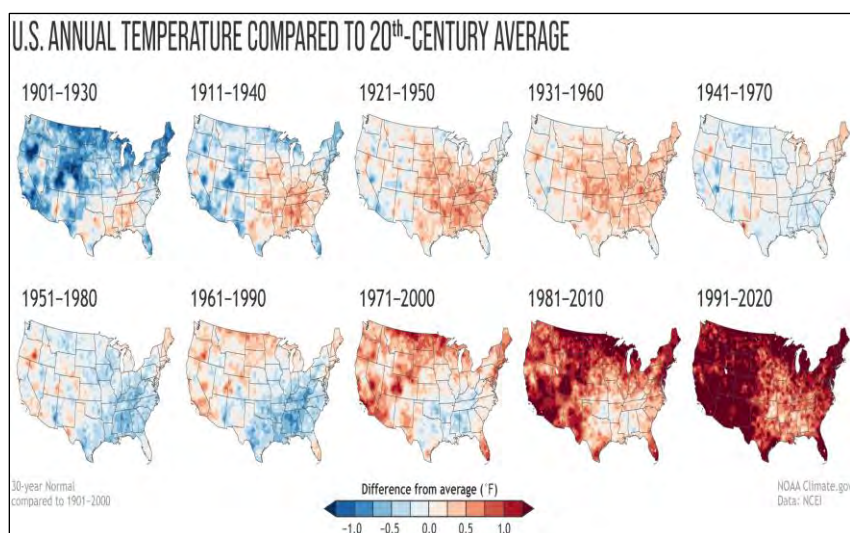 U.S. ANNUAL TEMPERATURE COMPARED TO 20th-CENTURY AVERAGE
1901–1930
1911–1940
1921–1950
1931–1960
1941–1970
1951–1980
1961–1990
1971–2000
1981–2010
1991–2020
30-year Normal
compared to 1901–2000
Difference from average (°F)
-1.0 -0.5 0.0 0.5 1.0
NOAA Climate.gov
Data: NCEI